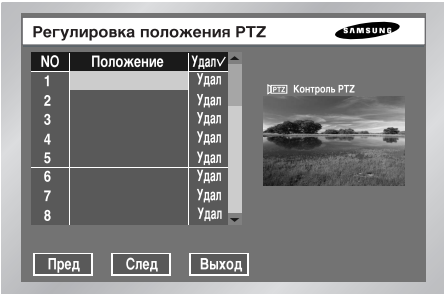 Регулировка положения PTZ
SAMSUNG
NO Положение Удал✓
1 Удал
2 Удал
3 Удал
4 Удал
5 Удал
6 Удал
7 Удал
8 Удал
PTZ Контроль PTZ
Пред След Выход